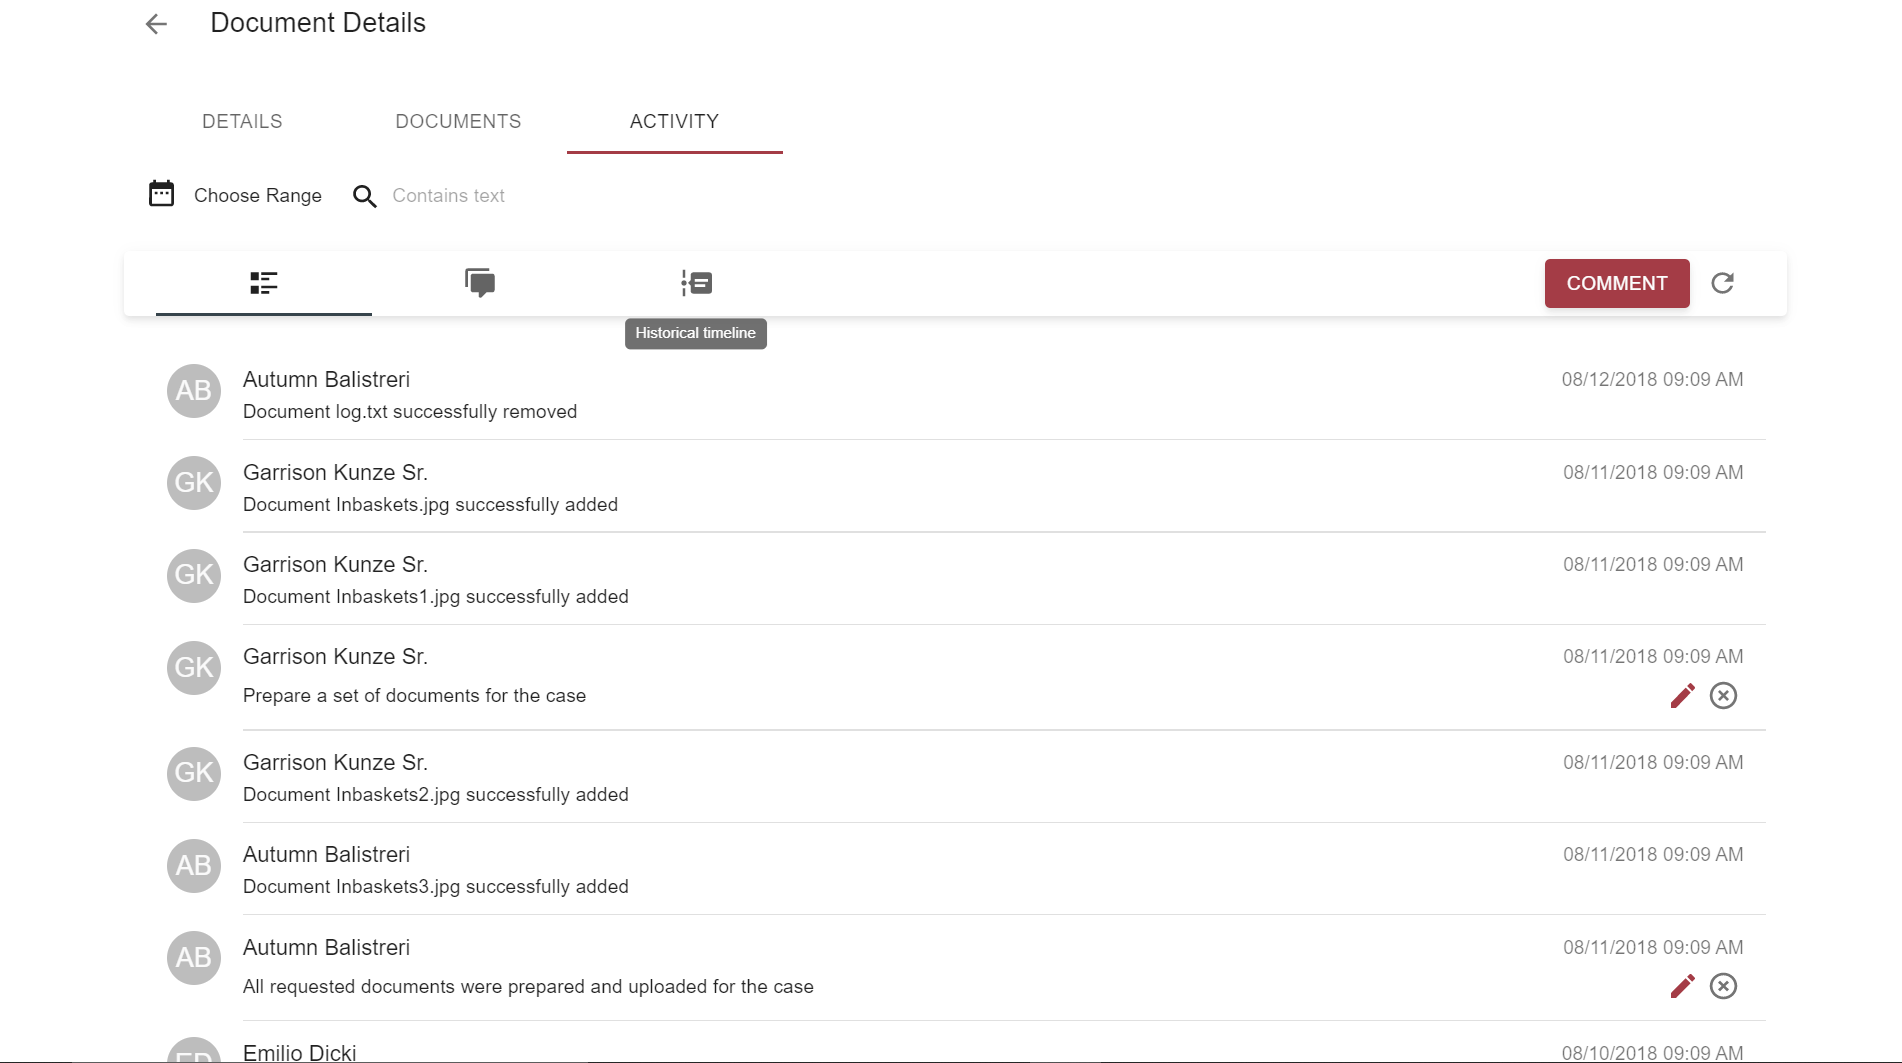 Document Details
DETAILS
DOCUMENTS
ACTIVITY
Choose Range
Contains text
COMMENT
Historical timeline
AB
Autumn Balistreri
08/12/2018 09:09 AM
Document log.txt successfully removed
GK
Garrison Kunze Sr.
08/11/2018 09:09 AM
Document Inbaskets.jpg successfully added
GK
Garrison Kunze Sr.
08/11/2018 09:09 AM
Document Inbaskets1.jpg successfully added
GK
Garrison Kunze Sr.
08/11/2018 09:09 AM
Prepare a set of documents for the case
GK
Garrison Kunze Sr.
08/11/2018 09:09 AM
Document Inbaskets2.jpg successfully added
AB
Autumn Balistreri
08/11/2018 09:09 AM
Document Inbaskets3.jpg successfully added
AB
Autumn Balistreri
08/11/2018 09:09 AM
All requested documents were prepared and uploaded for the case
Emilio Dicki
08/10/2018 09:09 AM